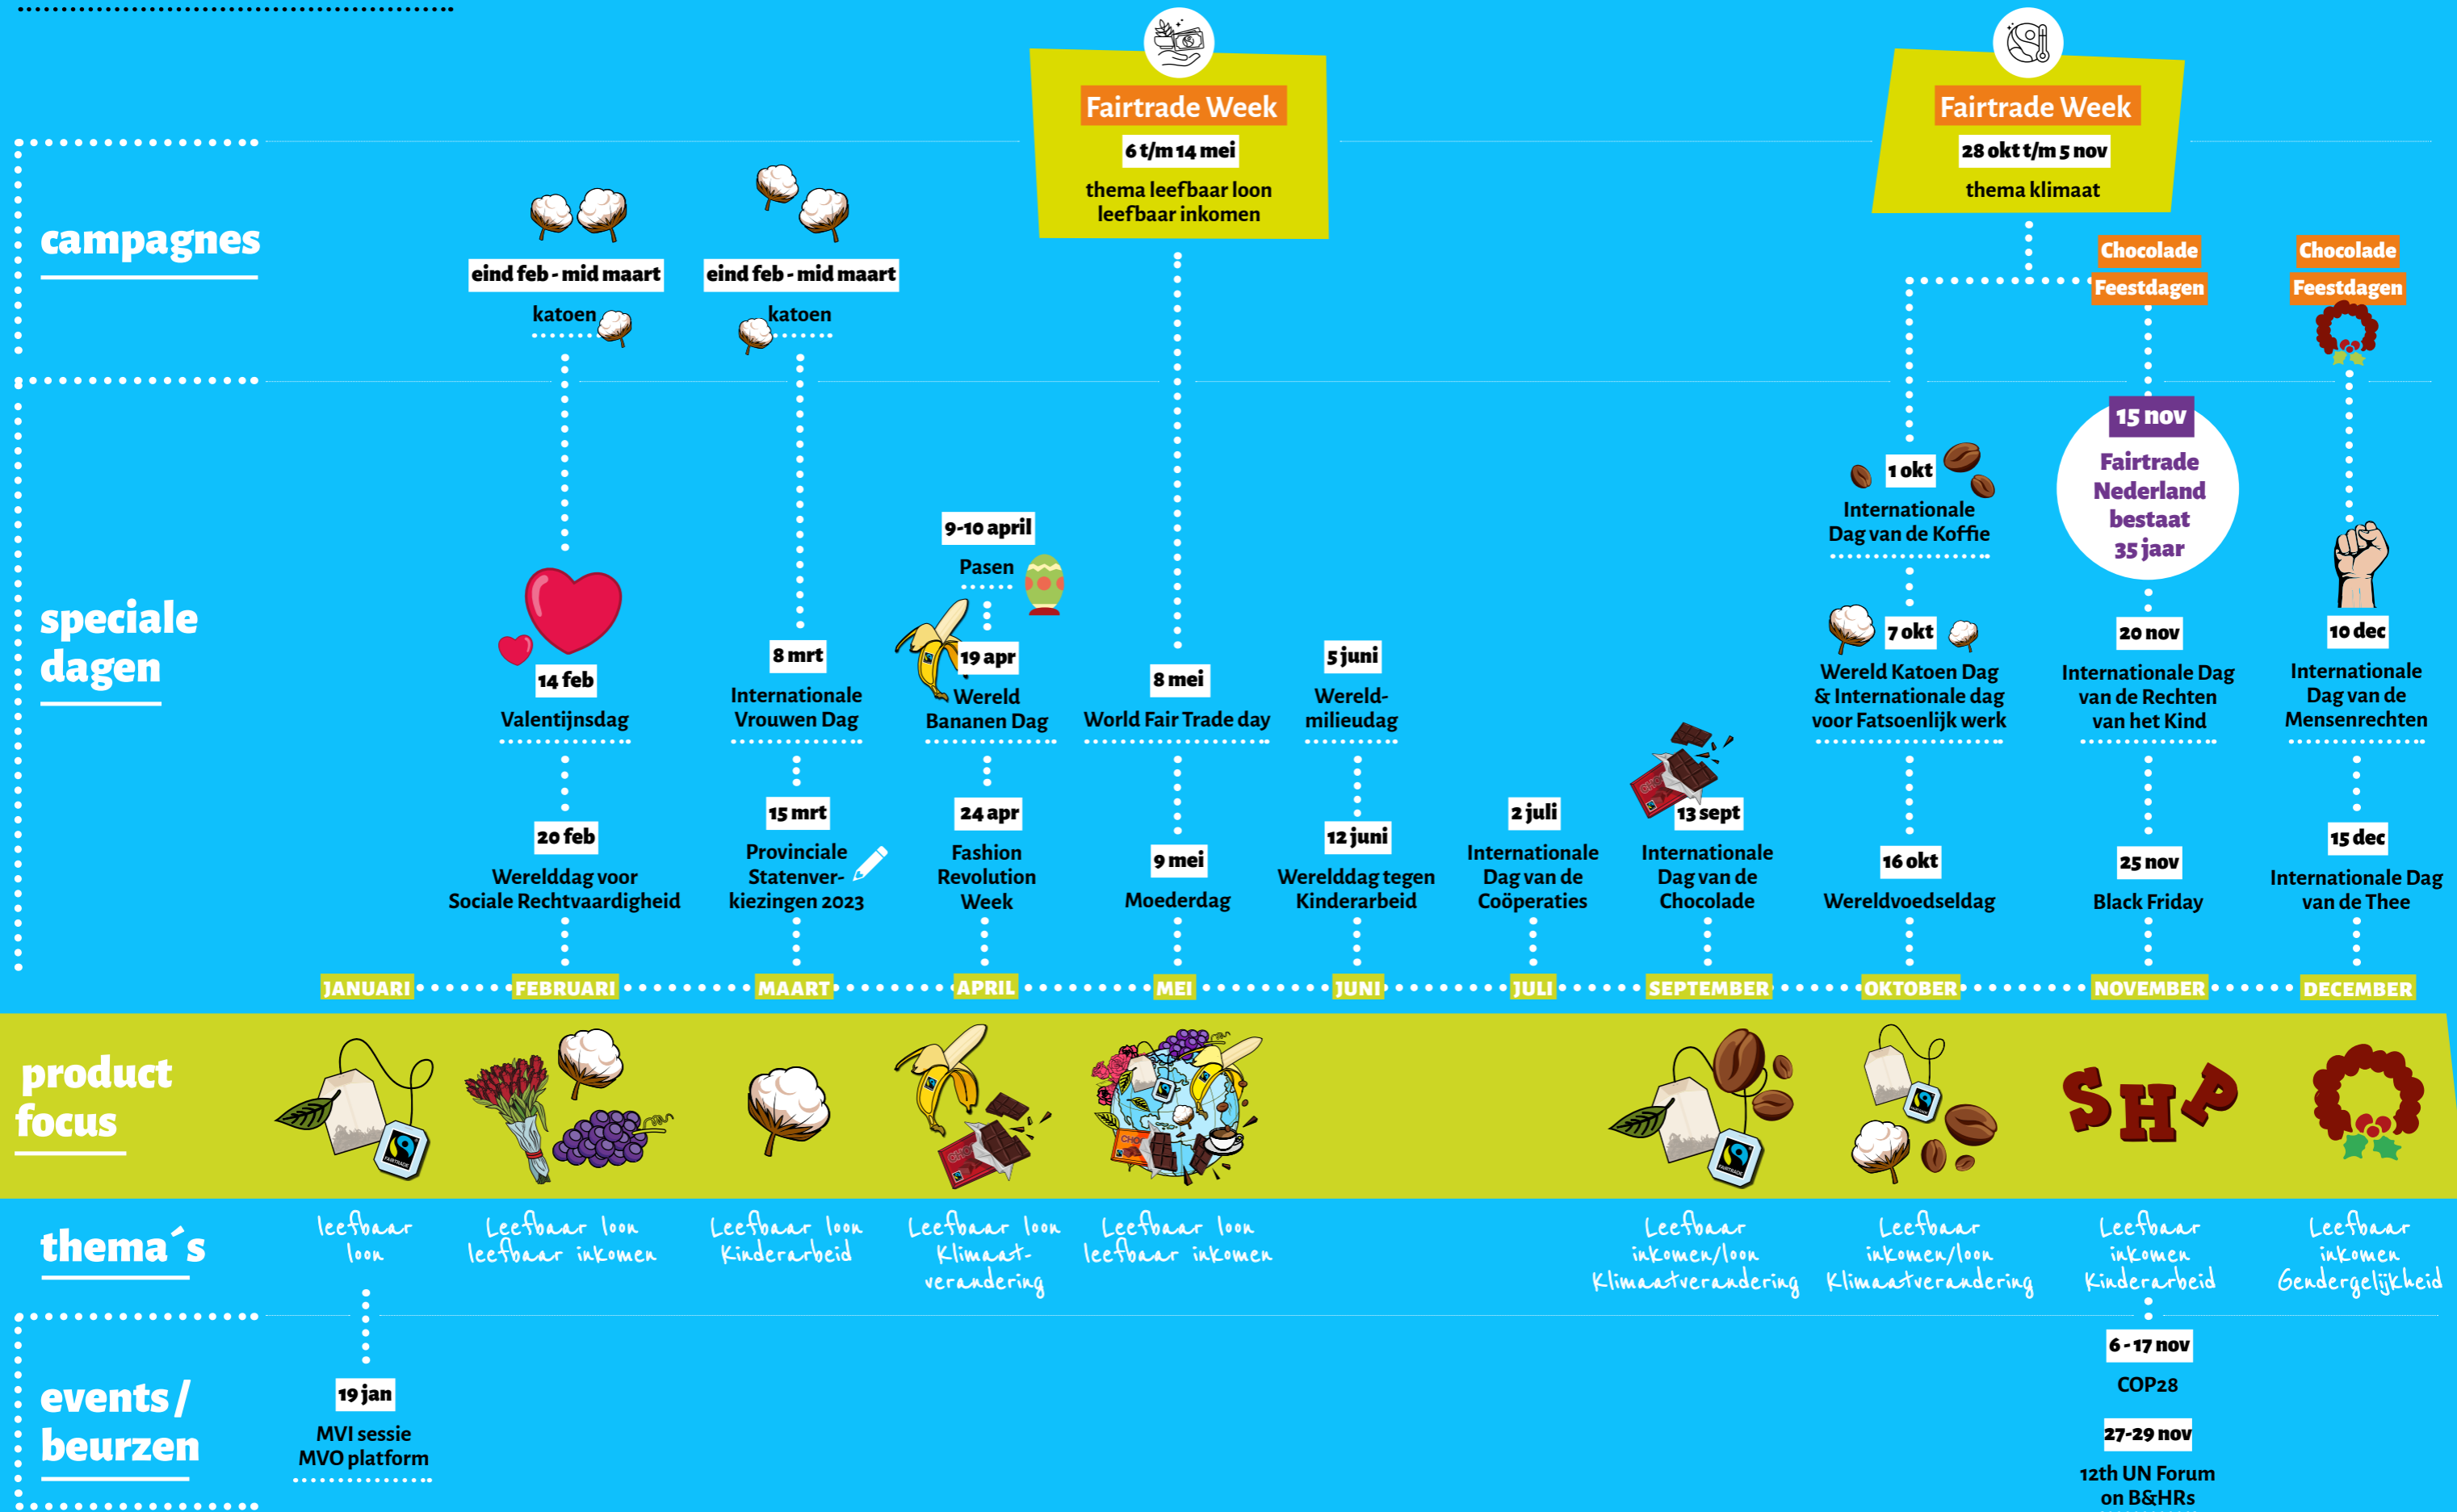 Fairtrade Week
6 t/m 14 mei
thema leefbaar loon
leefbaar inkomen
Fairtrade Week
28 okt t/m 5 nov
thema klimaat
campagnes
eind feb - mid maart
katoen
eind feb - mid maart
katoen
Chocolade
Feestdagen
Chocolade
Feestdagen
speciale
dagen
14 feb
Valentijnsdag
20 feb
Werelddag voor
Sociale Rechtvaardigheid
8 mrt
Internationale
Vrouwen Dag
15 mrt
Provinciale
Statenver-
kiezingen 2023
9-10 april
Pasen
19 apr
Wereld
Bananen Dag
24 apr
Fashion
Revolution
Week
8 mei
World Fair Trade day
9 mei
Moederdag
5 juni
Wereld-
milieudag
12 juni
Werelddag tegen
Kinderarbeid
2 juli
Internationale
Dag van de
Coöperaties
13 sept
Internationale
Dag van de
Chocolade
1 okt
Internationale
Dag van de Koffie
7 okt
Wereld Katoen Dag
& Internationale dag
voor Fatsoenlijk werk
16 okt
Wereldvoedseldag
15 nov
Fairtrade
Nederland
bestaat
35 jaar
20 nov
Internationale Dag
van de Rechten
van het Kind
25 nov
Black Friday
10 dec
Internationale
Dag van de
Mensenrechten
15 dec
Internationale Dag
van de Thee
JANUARI
FEBRUARI
MAART
APRIL
MEI
JUNI
JULI
SEPTEMBER
OKTOBER
NOVEMBER
DECEMBER
product
focus
FAIRTRADE
CHO
FAIRTRADE
SHP
thema´s
leefbaar
loon
Leefbaar loon
leefbaar inkomen
Leefbaar loon
Kinderarbeid
Leefbaar loon
Klimaat-
verandering
Leefbaar loon
leefbaar inkomen
Leefbaar
inkomen/loon
Klimaatverandering
Leefbaar
inkomen/loon
Klimaatverandering
Leefbaar
inkomen
Kinderarbeid
Leefbaar
inkomen
Gendergelijkheid
events/
beurzen
19 jan
MVI sessie
MVO platform
6 - 17 nov
COP28
27-29 nov
12th UN Forum
on B&HRs